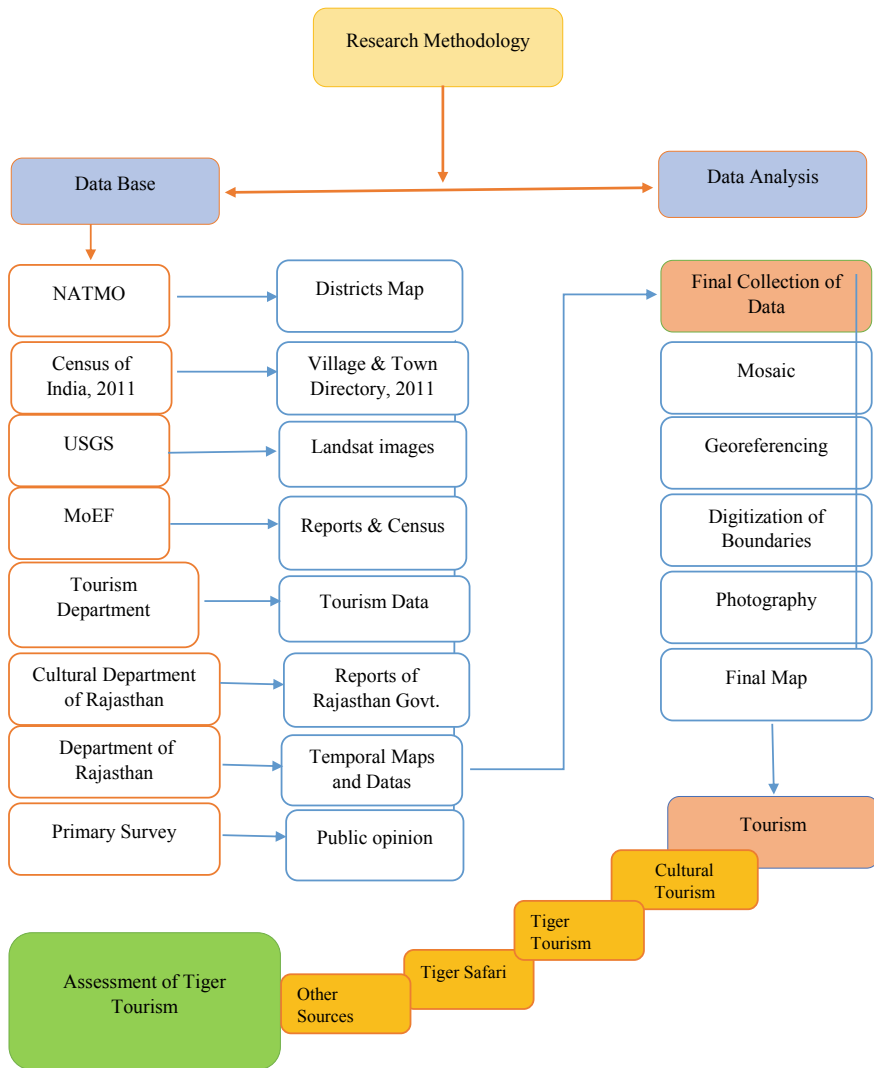 Research Methodology
Data Base
Data Analysis
NATMO
Districts Map
Final Collection of
Data
Census of
India, 2011
Village & Town
Directory, 2011
Mosaic
USGS
Landsat images
Georeferencing
MoEF
Reports & Census
Digitization of
Boundaries
Tourism
Department
Tourism Data
Photography
Cultural Department
of Rajasthan
Reports of
Rajasthan Govt.
Final Map
Department of
Rajasthan
Temporal Maps
and Datas
Primary Survey
Public opinion
Tourism
Cultural
Tourism
Tiger
Tourism
Tiger Safari
Other
Sources
Assessment of Tiger
Tourism